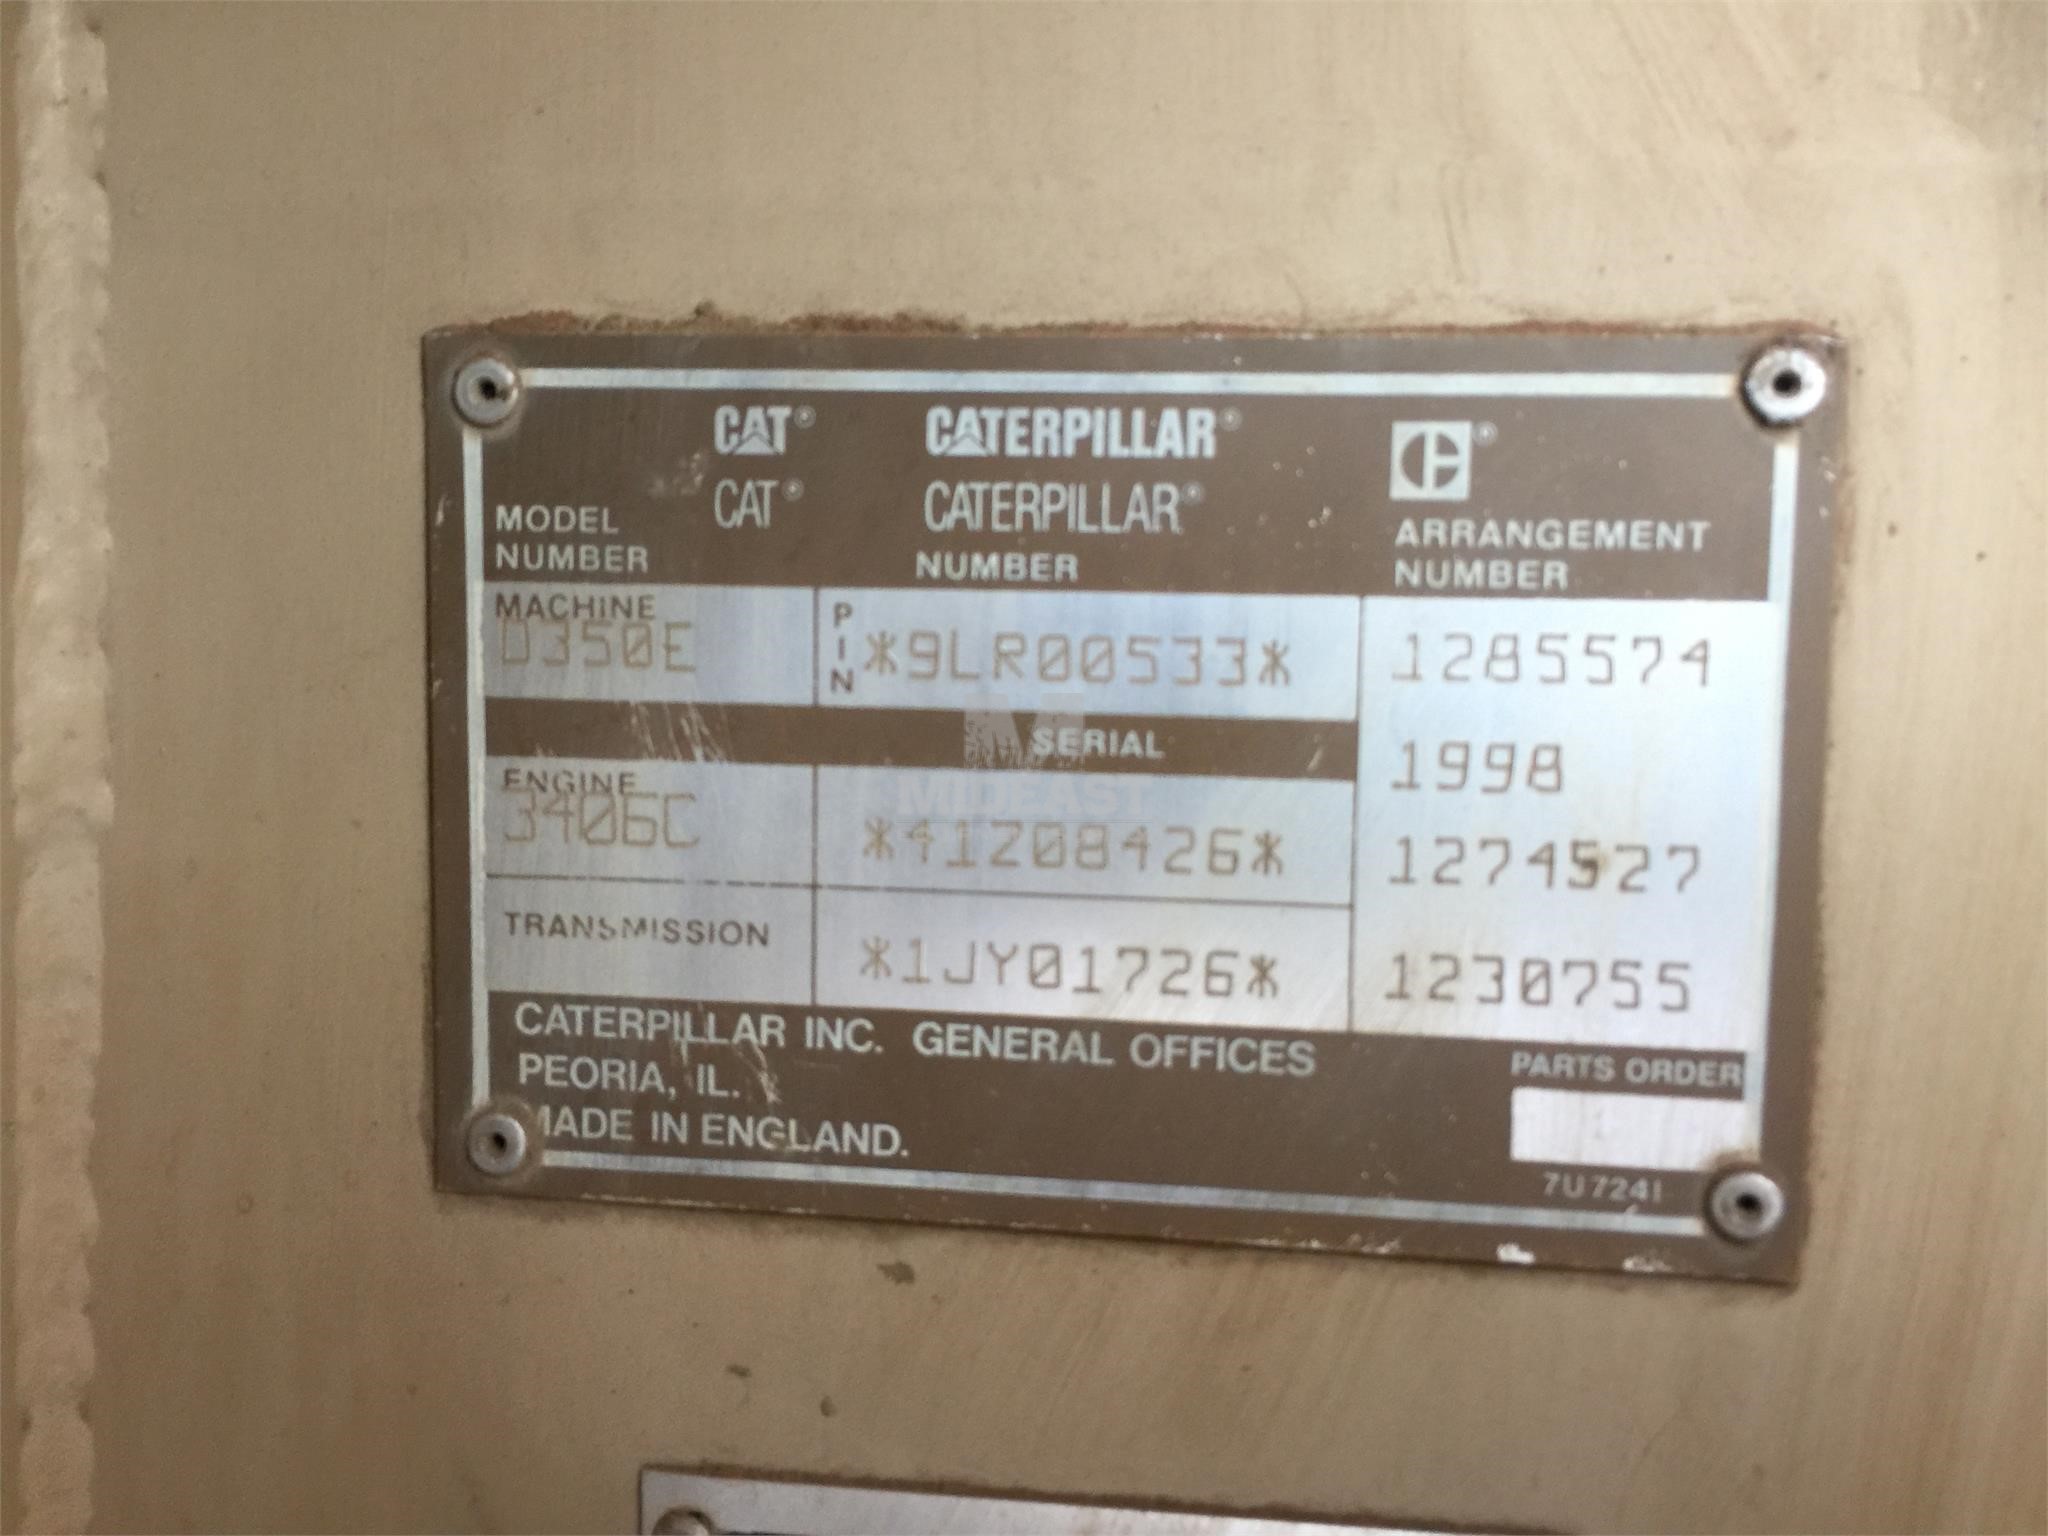 CAT® CATERPILLAR® ®
CAT® CATERPILLAR®
MODEL NUMBER
NUMBER
ARRANGEMENT NUMBER
MACHINE
D350E
PIN
*9LR00533*
1285574
SERIAL
1998
MIDEAST
ENGINE
3406C
*41Z08426*
1274527
TRANSMISSION
*1JY01726*
1230755
CATERPILLAR INC. GENERAL OFFICES
PEORIA, IL.
MADE IN ENGLAND.
PARTS ORDER
7U7241